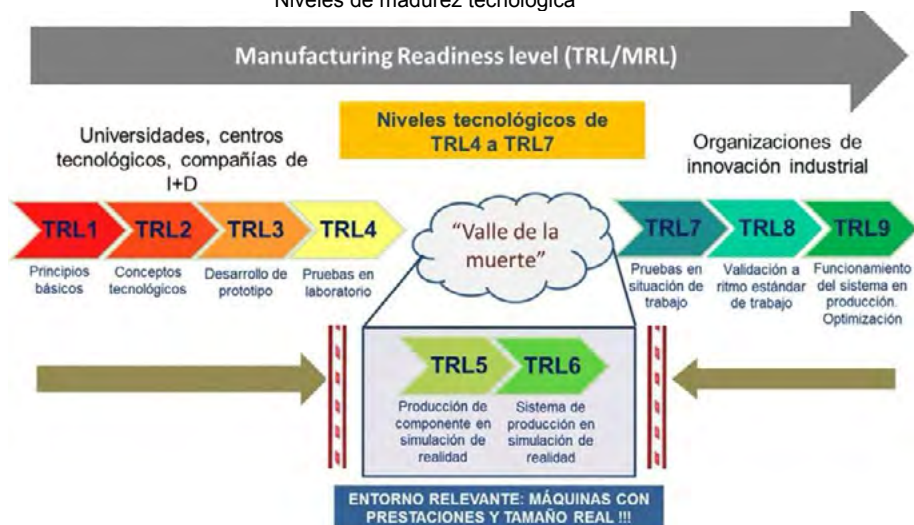 Niveles de madurez tecnológica
Manufacturing Readiness level (TRL/MRL)
Universidades, centros
tecnológicos, compañías de
I+D
Niveles tecnológicos de
TRL4 a TRL7
Organizaciones de
innovación industrial
TRL1
TRL2
TRL3
TRL4
"Valle de la
muerte"
TRL7
TRL8
TRL9
Principios
básicos
Conceptos
tecnológicos
Desarrollo de
prototipo
Pruebas en
laboratorio
Pruebas en
situación de
trabajo
Validación a
ritmo estándar
de trabajo
Funcionamiento
del sistema en
producción.
Optimización
TRL5
TRL6
Producción de
componente en
simulación de
realidad
Sistema de
producción en
simulación de
realidad
ENTORNO RELEVANTE: MÁQUINAS CON
PRESTACIONES Y TAMAÑO REAL !!!